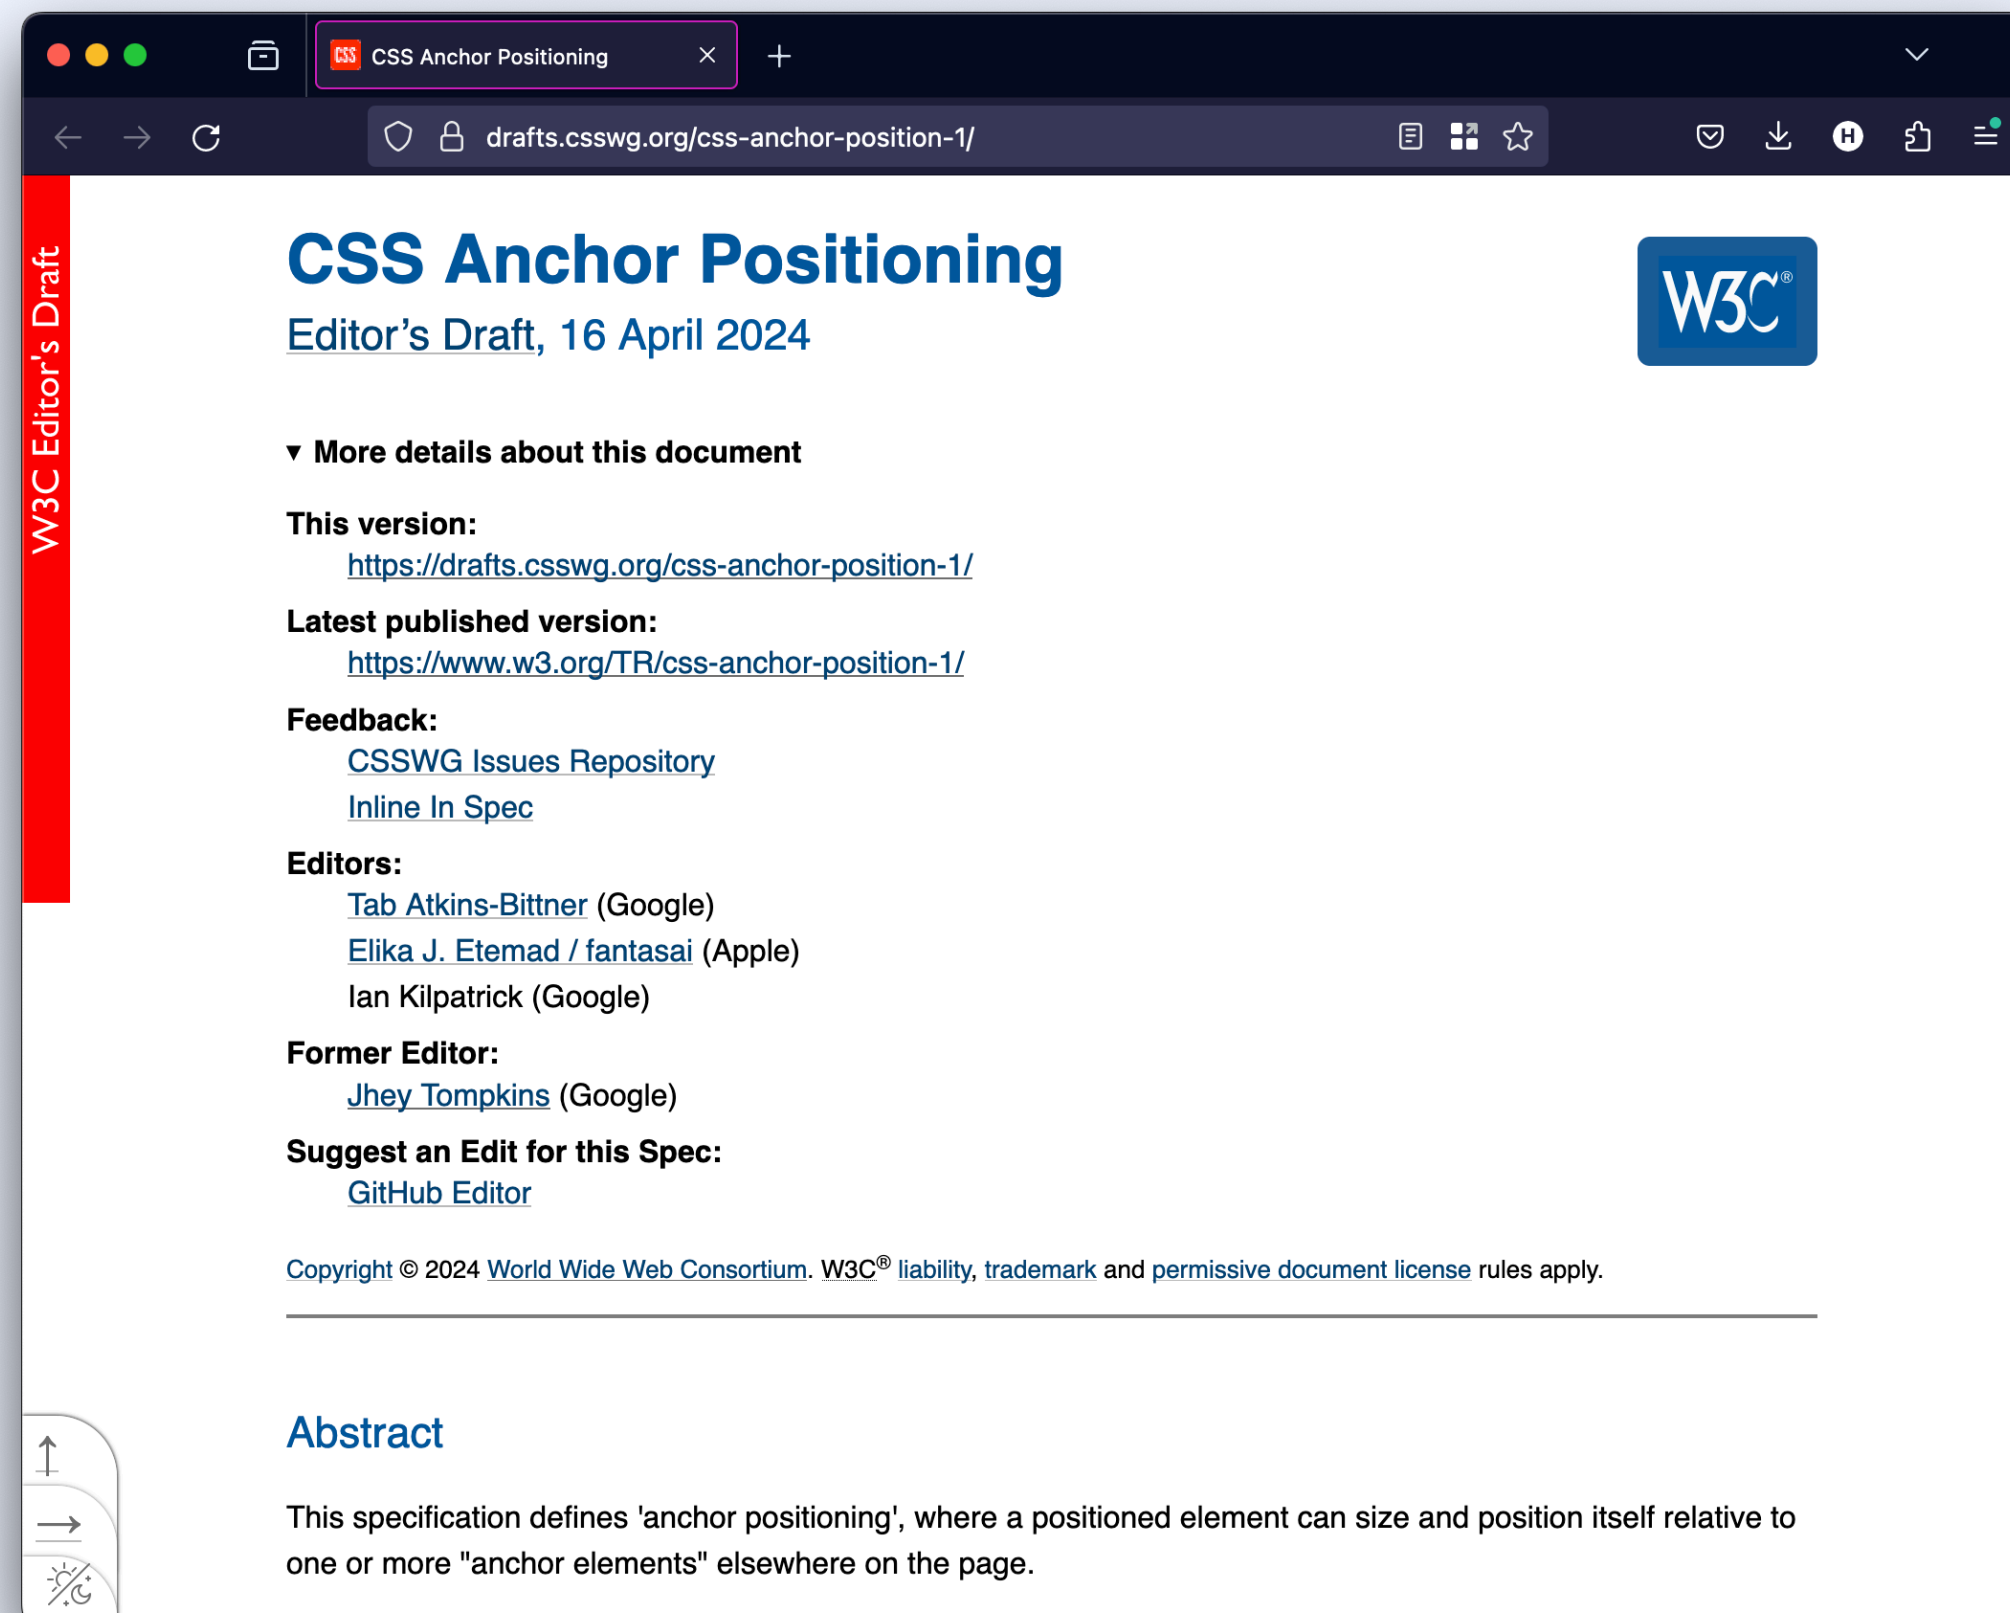 CSS CSS Anchor Positioning
drafts.csswg.org/css-anchor-position-1/
H
W3C Editor's Draft
CSS Anchor Positioning
W3C®
Editor’s Draft, 16 April 2024
▼ More details about this document
This version:
https://drafts.csswg.org/css-anchor-position-1/
Latest published version:
https://www.w3.org/TR/css-anchor-position-1/
Feedback:
CSSWG Issues Repository
Inline In Spec
Editors:
Tab Atkins-Bittner (Google)
Elika J. Etemad / fantasai (Apple)
Ian Kilpatrick (Google)
Former Editor:
Jhey Tompkins (Google)
Suggest an Edit for this Spec:
GitHub Editor
Copyright © 2024 World Wide Web Consortium. W3C® liability, trademark and permissive document license rules apply.
Abstract
This specification defines 'anchor positioning', where a positioned element can size and position itself relative to
one or more "anchor elements" elsewhere on the page.